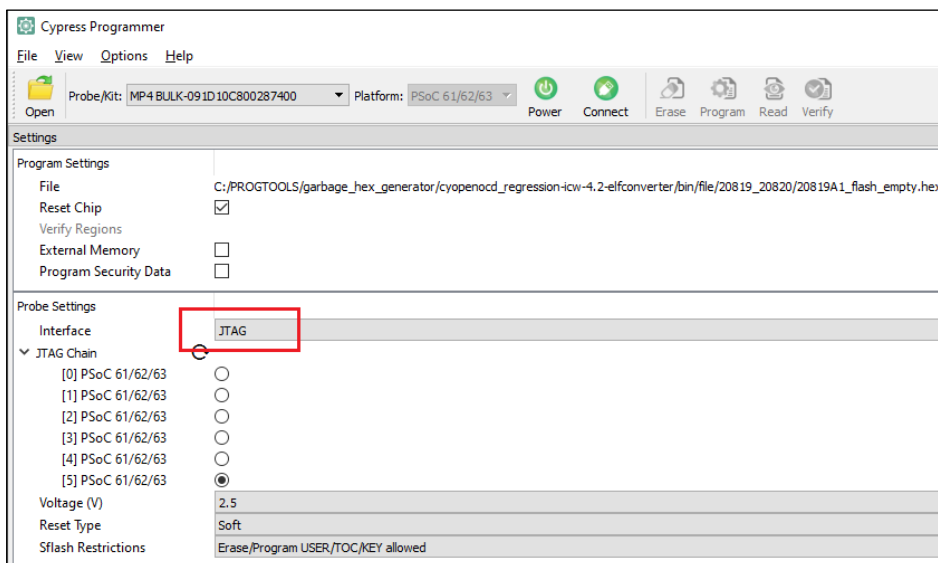 Cypress Programmer
File View Options Help
Open Probe/Kit: MP4 BULK-091D10C800287400 Platform: PSoC 61/62/63 Power Connect Erase Program Read Verify
Settings
Program Settings
File C:/PROGTOOLS/garbage_hex_generator/cyopenocd_regression-icw-4.2-elfconverter/bin/file/20819_20820/20819A1_flash_empty.hex
Reset Chip
Verify Regions
External Memory
Program Security Data
Probe Settings
Interface JTAG
JTAG Chain
[0] PSoC 61/62/63
[1] PSoC 61/62/63
[2] PSoC 61/62/63
[3] PSoC 61/62/63
[4] PSoC 61/62/63
[5] PSoC 61/62/63
Voltage (V) 2.5
Reset Type Soft
Sflash Restrictions Erase/Program USER/TOC/KEY allowed